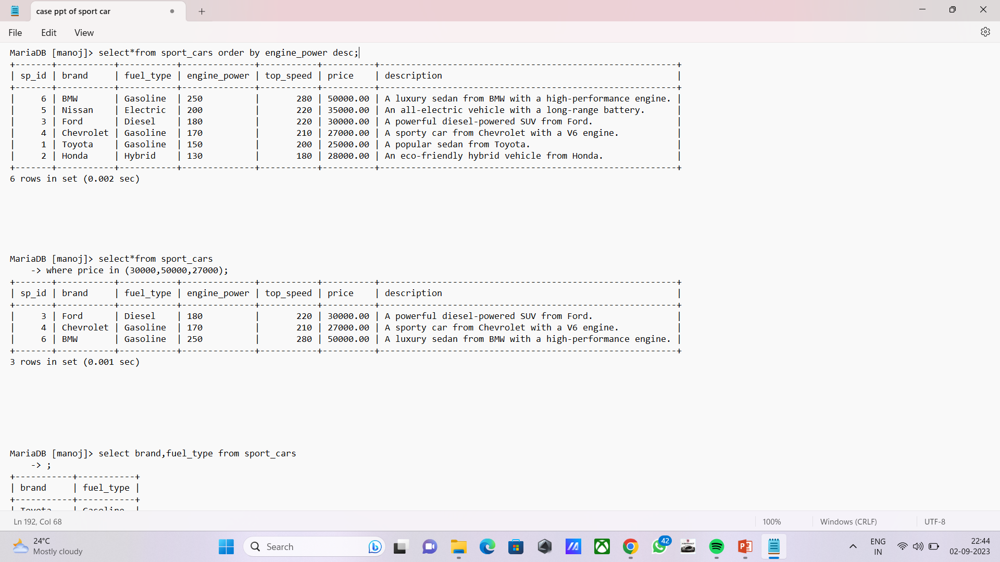 case ppt of sport car
File Edit View
MariaDB [manoj]> select*from sport_cars order by engine_power desc;
+-------+-----------+-----------+--------------+-----------+----------+---------------------------------------------------------+
| sp_id | brand     | fuel_type | engine_power | top_speed | price    | description                                             |
+-------+-----------+-----------+--------------+-----------+----------+---------------------------------------------------------+
|     6 | BMW       | Gasoline  | 250          |       280 | 50000.00 | A luxury sedan from BMW with a high-performance engine. |
|     5 | Nissan    | Electric  | 200          |       220 | 35000.00 | An all-electric vehicle with a long-range battery.      |
|     3 | Ford      | Diesel    | 180          |       220 | 30000.00 | A powerful diesel-powered SUV from Ford.                |
|     4 | Chevrolet | Gasoline  | 170          |       210 | 27000.00 | A sporty car from Chevrolet with a V6 engine.           |
|     1 | Toyota    | Gasoline  | 150          |       200 | 25000.00 | A popular sedan from Toyota.                            |
|     2 | Honda     | Hybrid    | 130          |       180 | 28000.00 | An eco-friendly hybrid vehicle from Honda.              |
+-------+-----------+-----------+--------------+-----------+----------+---------------------------------------------------------+
6 rows in set (0.002 sec)
MariaDB [manoj]> select*from sport_cars
    -> where price in (30000,50000,27000);
+-------+-----------+-----------+--------------+-----------+----------+---------------------------------------------------------+
| sp_id | brand     | fuel_type | engine_power | top_speed | price    | description                                             |
+-------+-----------+-----------+--------------+-----------+----------+---------------------------------------------------------+
|     3 | Ford      | Diesel    | 180          |       220 | 30000.00 | A powerful diesel-powered SUV from Ford.                |
|     4 | Chevrolet | Gasoline  | 170          |       210 | 27000.00 | A sporty car from Chevrolet with a V6 engine.           |
|     6 | BMW       | Gasoline  | 250          |       280 | 50000.00 | A luxury sedan from BMW with a high-performance engine. |
+-------+-----------+-----------+--------------+-----------+----------+---------------------------------------------------------+
3 rows in set (0.001 sec)
MariaDB [manoj]> select brand,fuel_type from sport_cars
    -> ;
+-----------+-----------+
| brand     | fuel_type |
+-----------+-----------+
| Toyota    | Gasoline  |
Ln 192, Col 68 100% Windows (CRLF) UTF-8
24°C
Mostly cloudy
Search
42
ENG
IN
22:44
02-09-2023